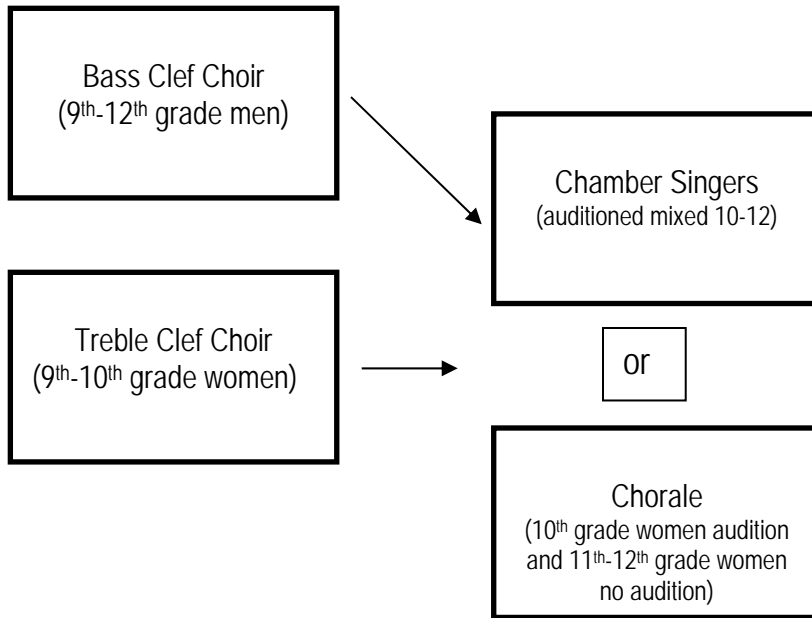 Bass Clef Choir
(9th-12th grade men)
Chamber Singers
(auditioned mixed 10-12)
Treble Clef Choir
(9th-10th grade women)
or
Chorale
(10th grade women audition
and 11th-12th grade women
no audition)